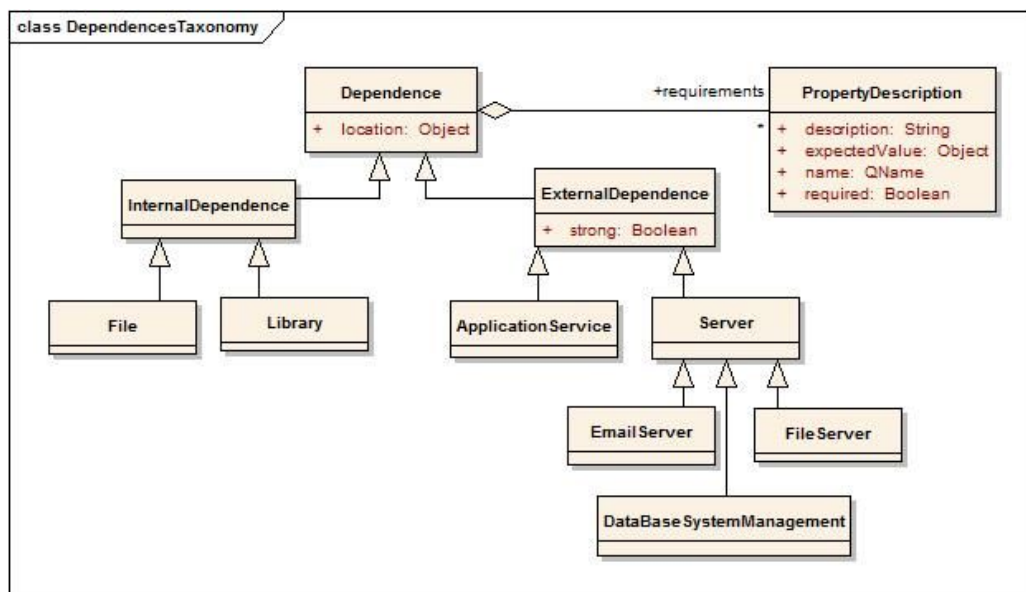 class DependencesTaxonomy
Dependence
+ location: Object
+requirements
*
PropertyDescription
+ description: String
+ expectedValue: Object
+ name: QName
+ required: Boolean
InternalDependence
ExternalDependence
+ strong: Boolean
File
Library
ApplicationService
Server
EmailServer
FileServer
DataBaseSystemManagement